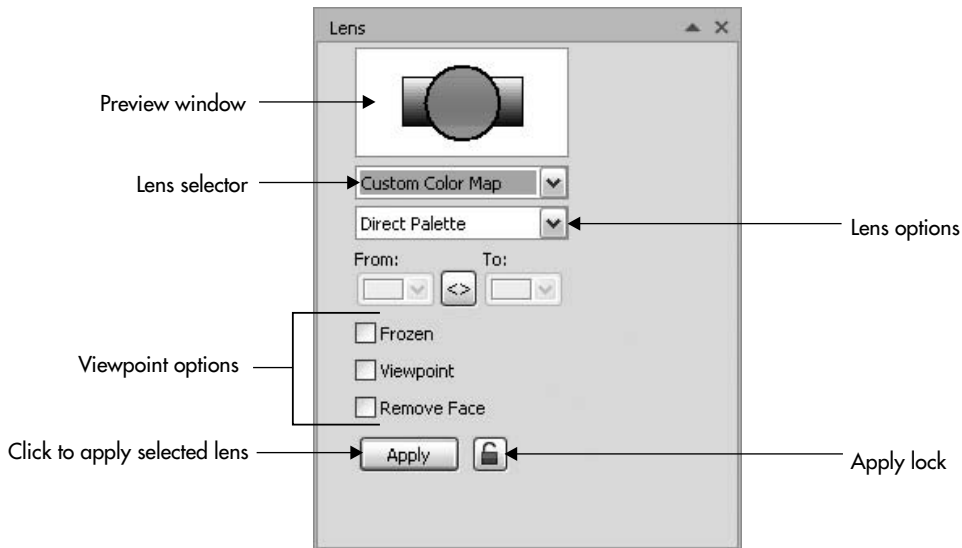 Lens
Preview window
Lens selector
Custom Color Map
Direct Palette
Lens options
From: To:
<>
Viewpoint options
Frozen
Viewpoint
Remove Face
Click to apply selected lens
Apply
Apply lock